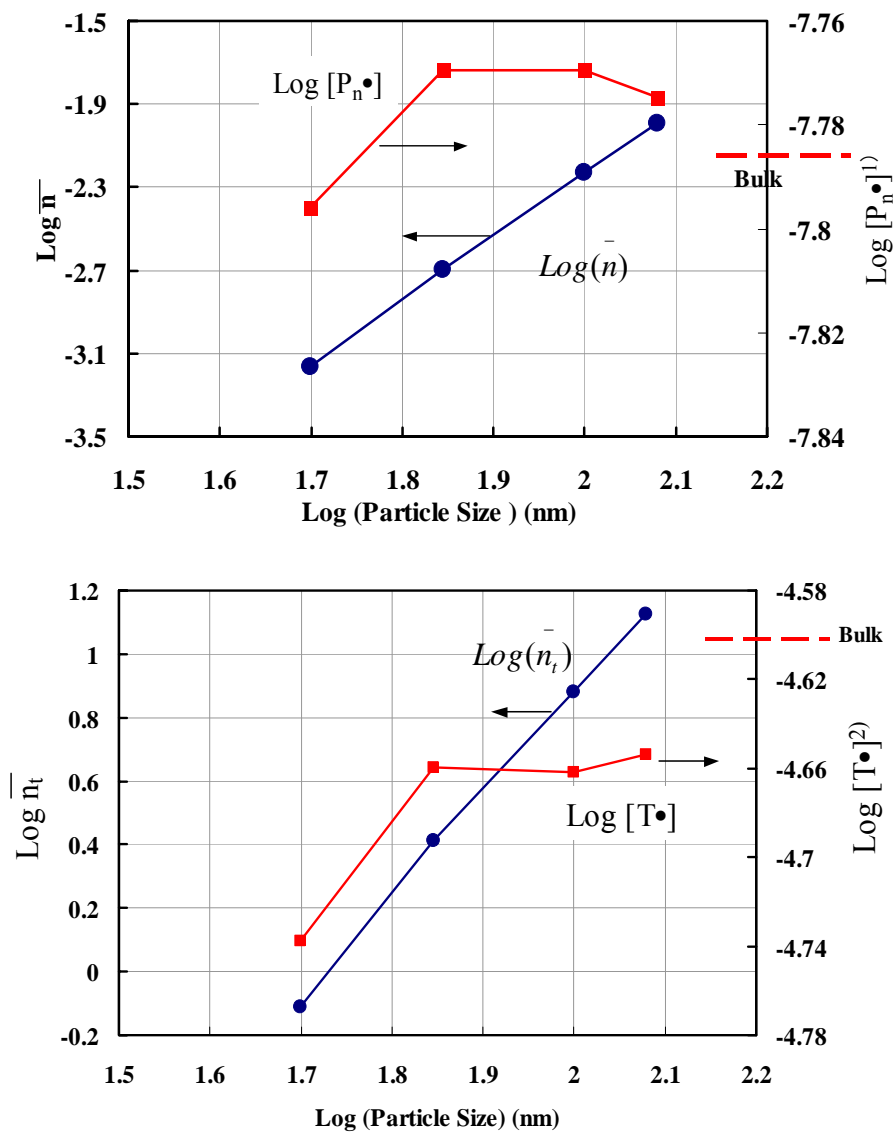 -1.5
-1.9
-2.3
-2.7
-3.1
-3.5
Log n̅
-7.76
-7.78
-7.8
-7.82
-7.84
Log [Pn•]1)
Log [Pn•]
Bulk
Log(n̄)
1.5 1.6 1.7 1.8 1.9 2 2.1 2.2
Log (Particle Size ) (nm)
1.2
1
0.8
0.6
0.4
0.2
0
-0.2
Log n̅t
-4.58
-4.62
-4.66
-4.7
-4.74
-4.78
Log [T•]2)
Bulk
Log(n̄t)
Log [T•]
1.5 1.6 1.7 1.8 1.9 2 2.1 2.2
Log (Particle Size) (nm)